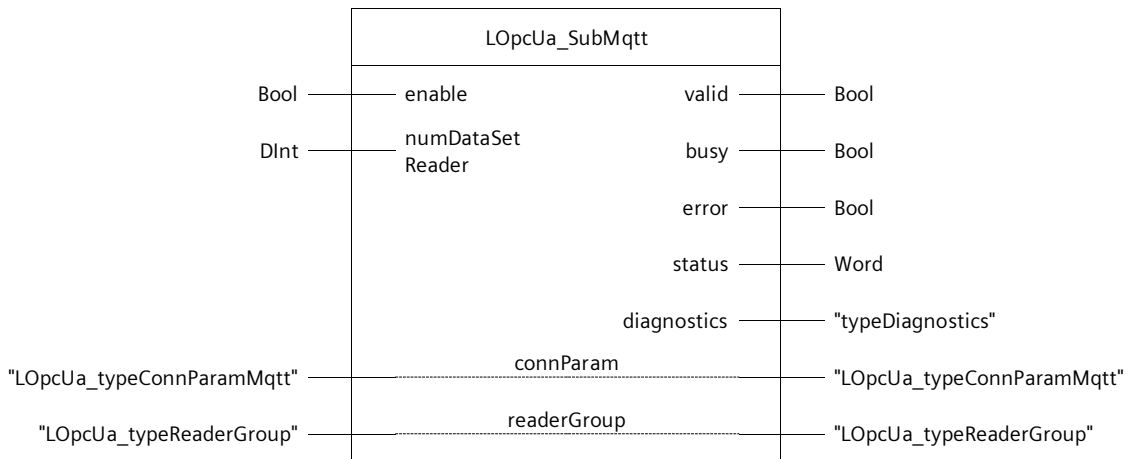 LOpcUa_SubMqtt
Bool enable valid Bool
DInt numDataSet
Reader busy Bool
error Bool
status Word
diagnostics "typeDiagnostics"
"LOpcUa_typeConnParamMqtt" connParam "LOpcUa_typeConnParamMqtt"
"LOpcUa_typeReaderGroup" readerGroup "LOpcUa_typeReaderGroup"